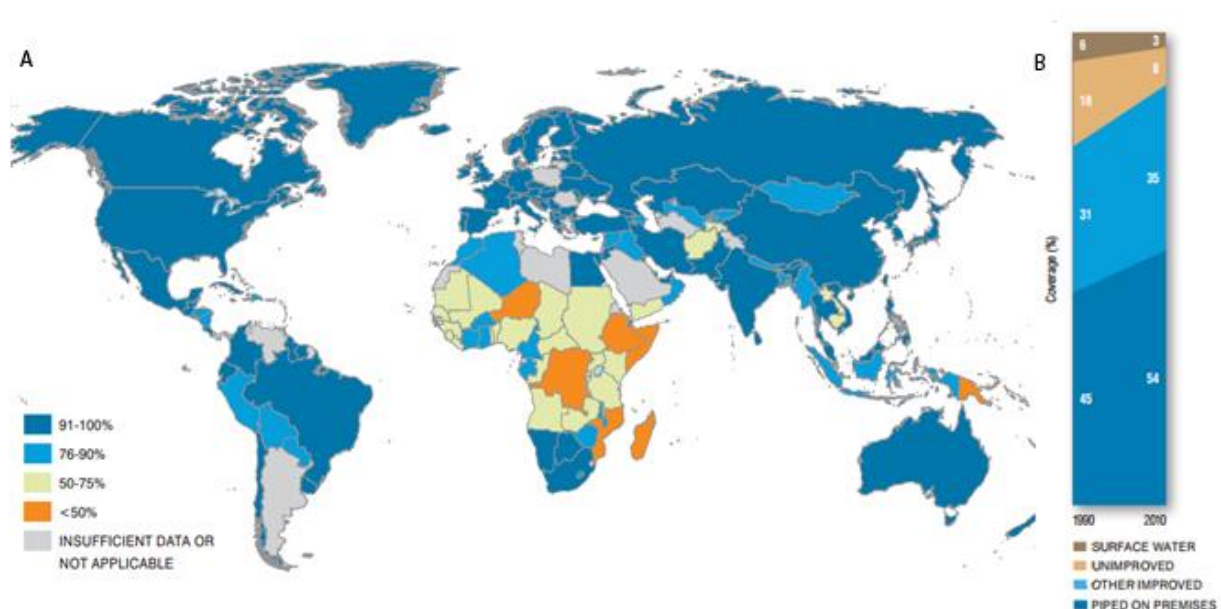 A
91-100%
76-90%
50-75%
<50%
INSUFFICIENT DATA OR
NOT APPLICABLE
B
Coverage (%)
6 3
18 8
31 35
45 54
1990 2010
SURFACE WATER
UNIMPROVED
OTHER IMPROVED
PIPED ON PREMISES